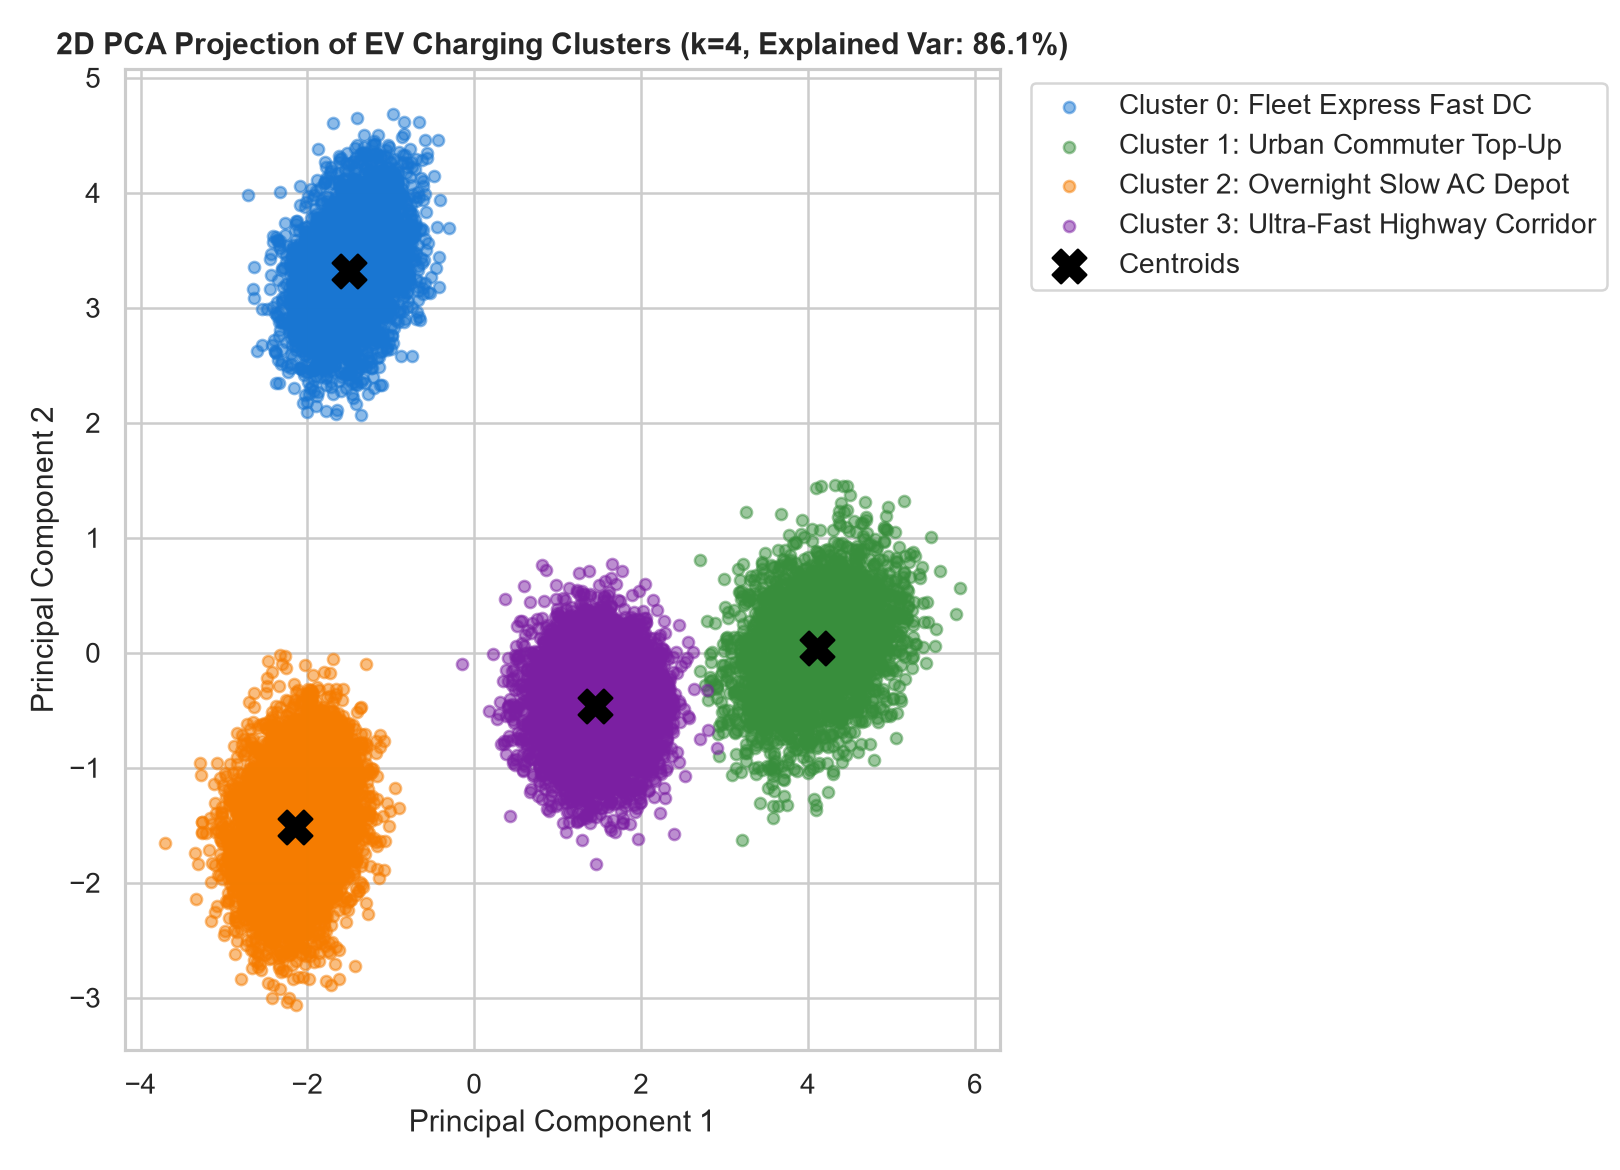 2D PCA Projection of EV Charging Clusters (k=4, Explained Var: 86.1%)
Cluster 0: Fleet Express Fast DC
Cluster 1: Urban Commuter Top-Up
Cluster 2: Overnight Slow AC Depot
Cluster 3: Ultra-Fast Highway Corridor
Centroids
Principal Component 2
5
4
3
2
1
0
−1
−2
−3
−4
−2
0
2
4
6
Principal Component 1